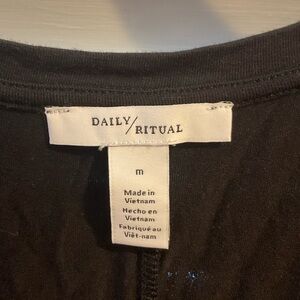 DAILY/RITUAL
m
Made in
Vietnam
Hecho en
Vietnam
Fabriqué au
Viêt-nam